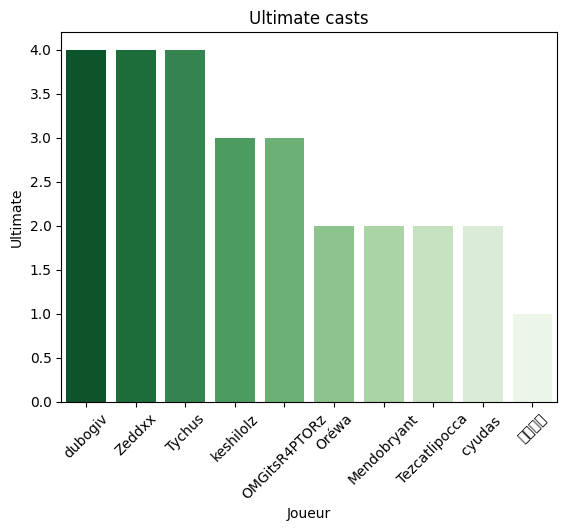 Ultimate casts
Ultimate
4.0
3.5
3.0
2.5
2.0
1.5
1.0
0.5
0.0
dubogiv
Zeddxx
Tychus
keshilolz
OMGitsR4PTORz
Oréwa
Mendobryant
Tezcatlipocca
cyudas
Joueur